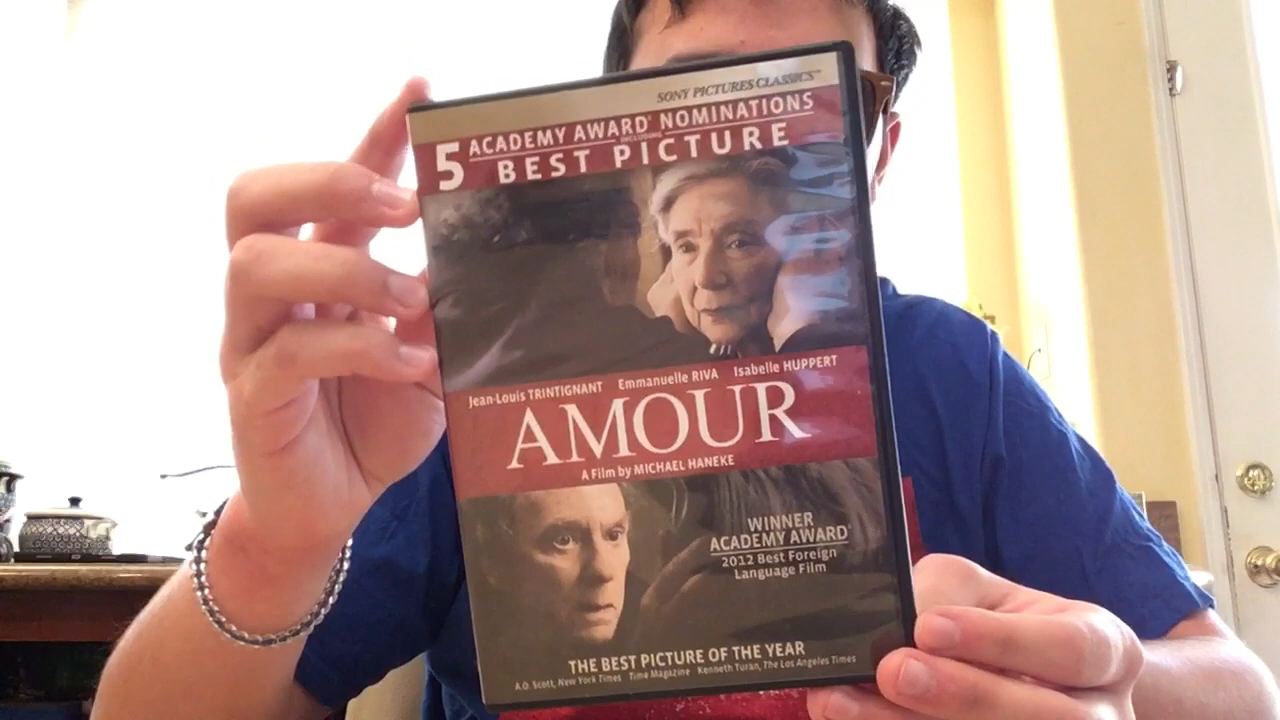 SONY PICTURES CLASSICS™
5 ACADEMY AWARD® NOMINATIONS
INCLUDING
BEST PICTURE
Jean-Louis TRINTIGNANT Emmanuelle RIVA Isabelle HUPPERT
AMOUR
A Film by MICHAEL HANEKE
WINNER
ACADEMY AWARD®
2012 Best Foreign
Language Film
THE BEST PICTURE OF THE YEAR
A.O. Scott, New York Times Time Magazine Kenneth Turan, The Los Angeles Times